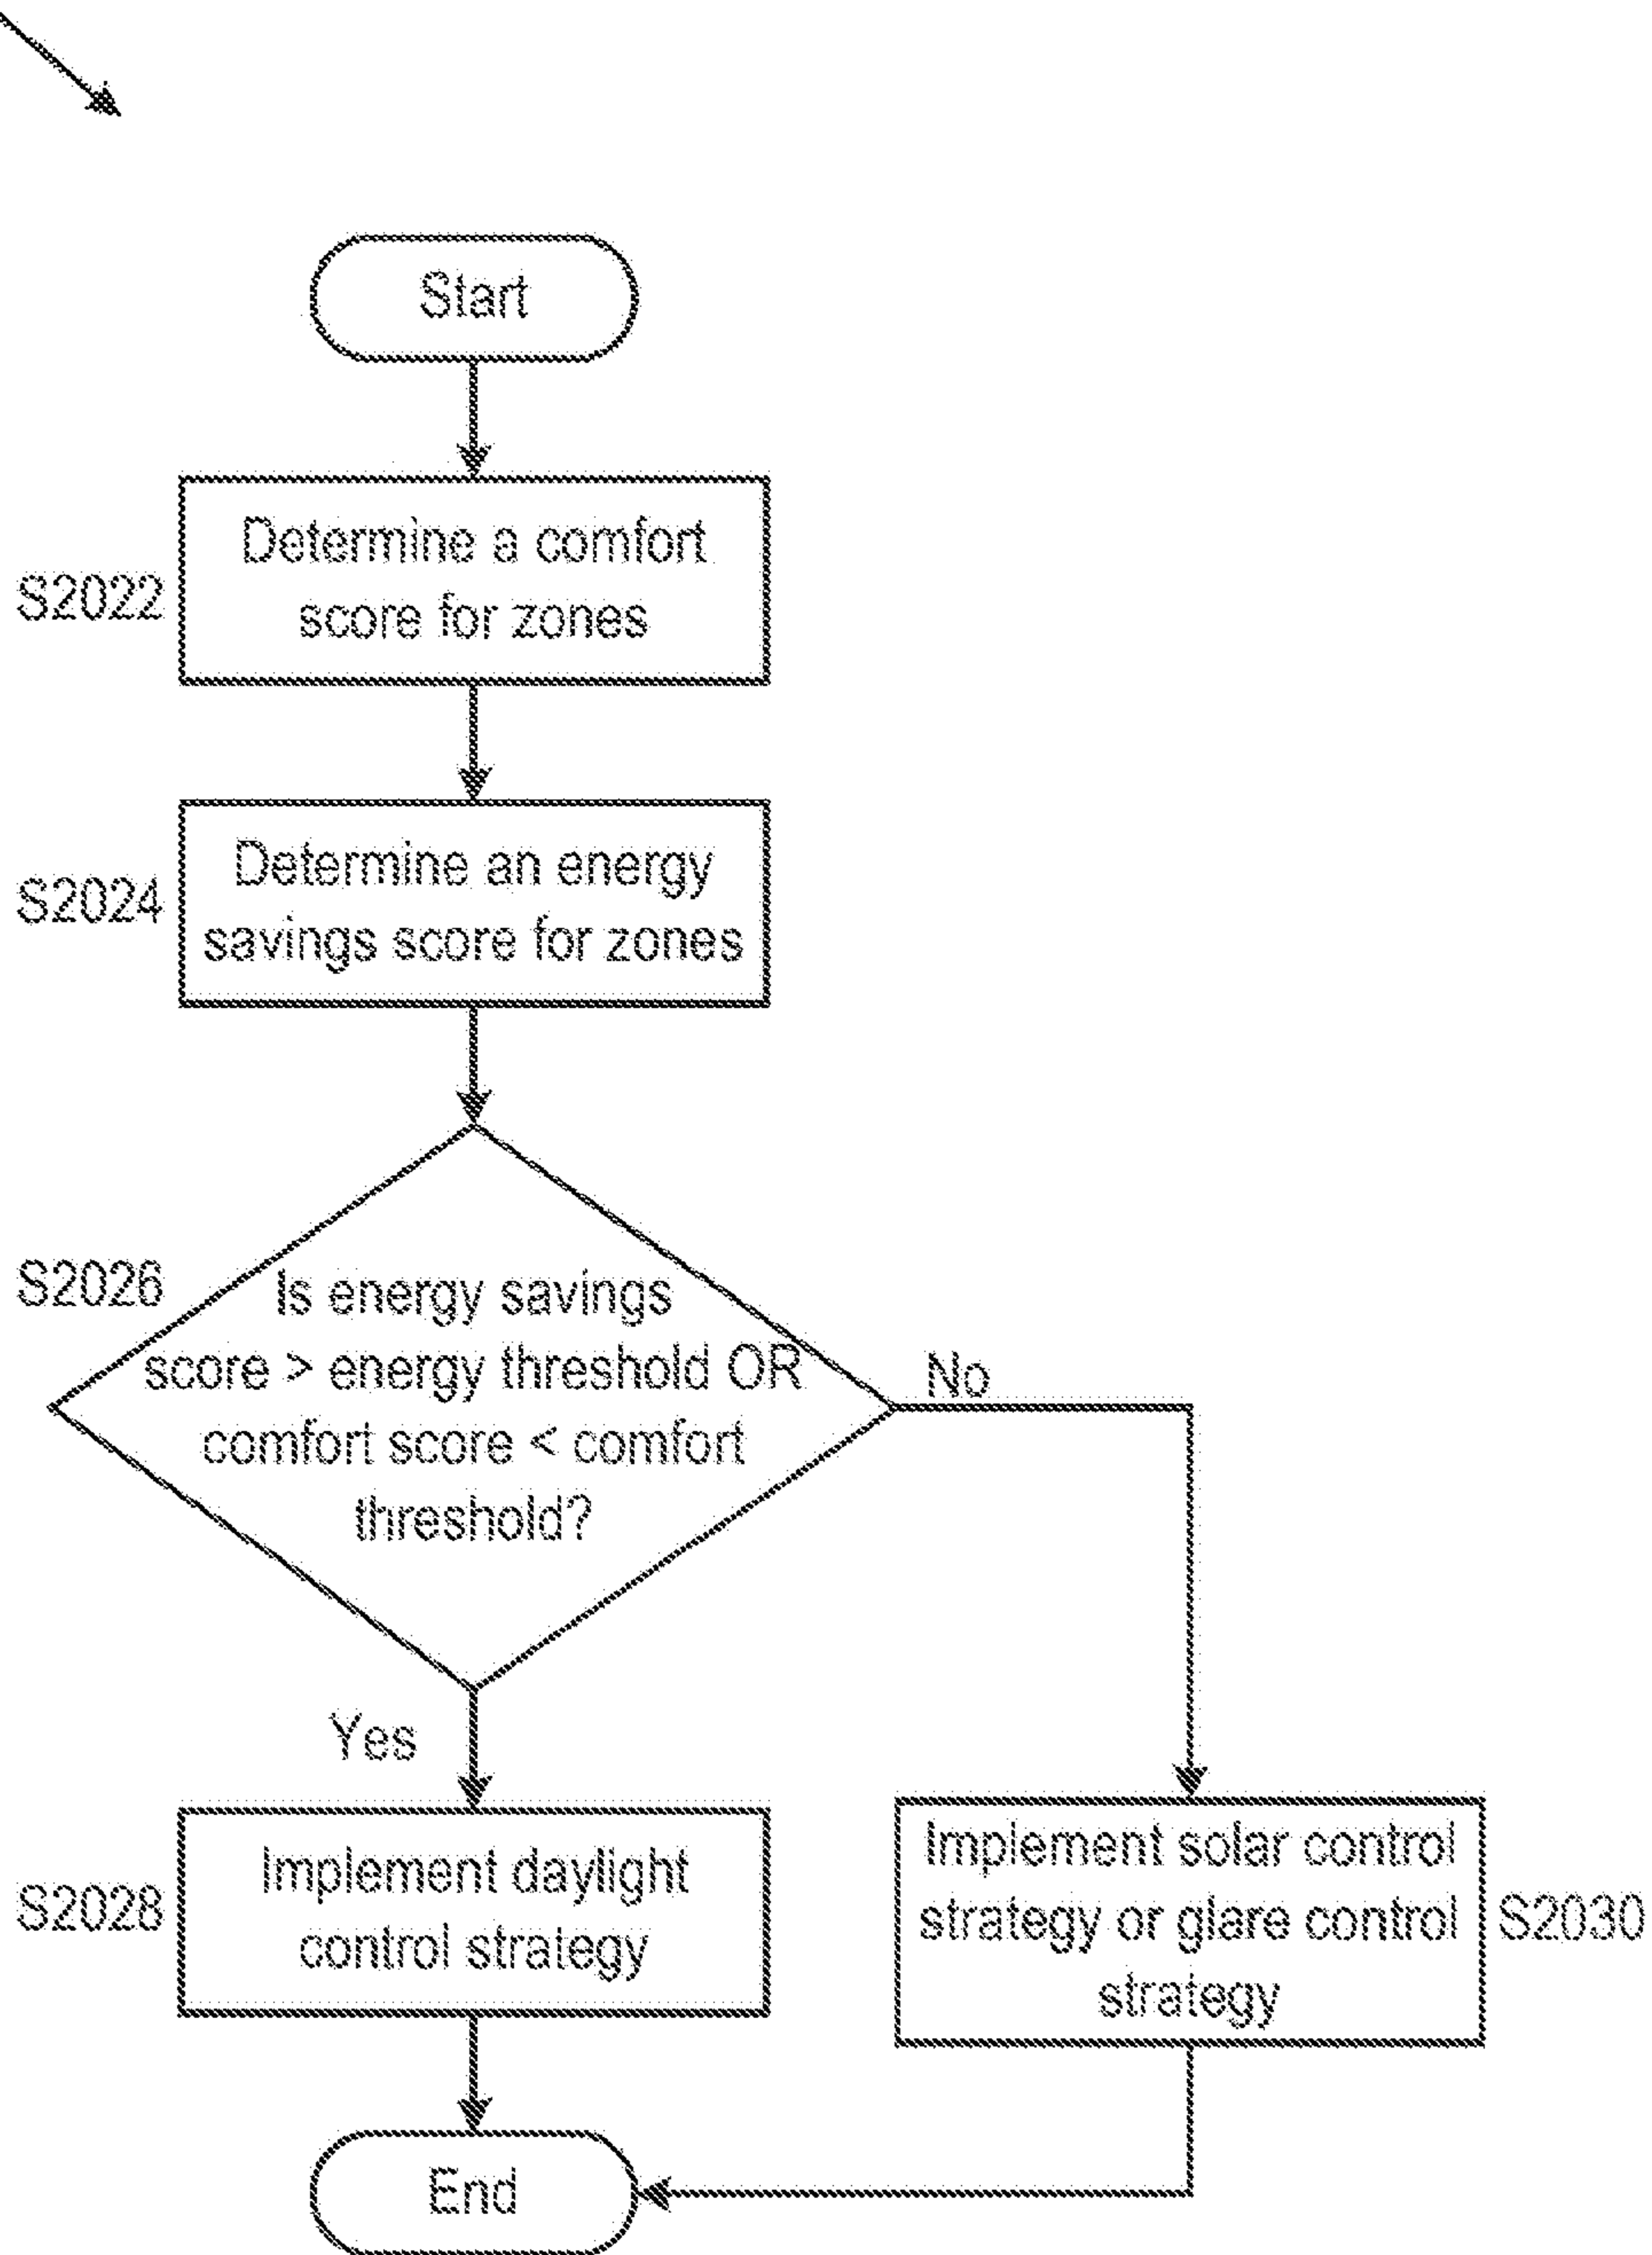 Start
Determine a comfort
score for zones
S2022
Determine an energy
savings score for zones
S2024
S2026
Is energy savings
score > energy threshold OR
comfort score < comfort
threshold?
No
Yes
Implement daylight
control strategy
S2028
Implement solar control
strategy or glare control
strategy
S2030
End